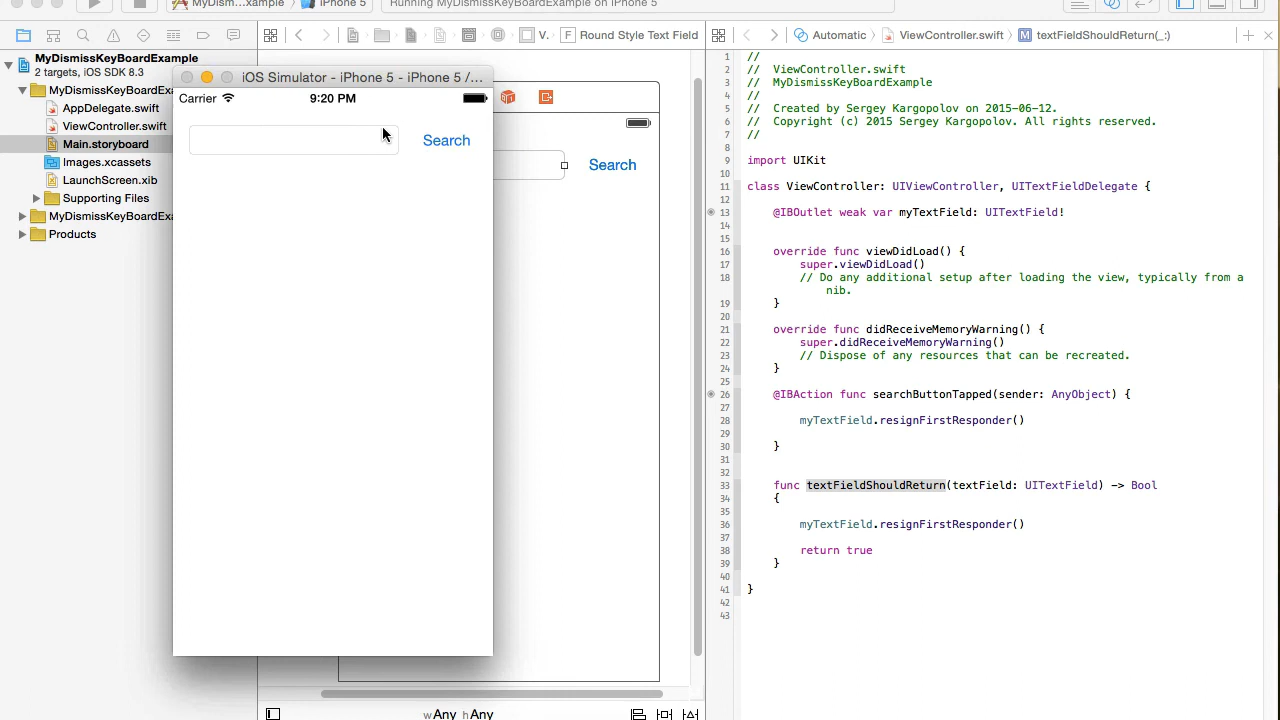 MyDism...xample
iPhone 5
Running MyDismissKeyBoardExample on iPhone 5
V.
Round Style Text Field
Automatic
ViewController.swift
textFieldShouldReturn(_:)
MyDismissKeyBoardExample
2 targets, iOS SDK 8.3
MyDismissKeyBoardExa
AppDelegate.swift
ViewController.swift
Main.storyboard
Images.xcassets
LaunchScreen.xib
Supporting Files
MyDismissKeyBoardExa
Products
iOS Simulator - iPhone 5 - iPhone 5 /...
Carrier
9:20 PM
Search
Search
wAny hAny
1 //
2 // ViewController.swift
3 // MyDismissKeyBoardExample
4 //
5 // Created by Sergey Kargopolov on 2015-06-12.
6 // Copyright (c) 2015 Sergey Kargopolov. All rights reserved.
7 //
8
9 import UIKit
10
11 class ViewController: UIViewController, UITextFieldDelegate {
12
13 @IBOutlet weak var myTextField: UITextField!
14
15
16 override func viewDidLoad() {
17 super.viewDidLoad()
18 // Do any additional setup after loading the view, typically from a
nib.
19 }
20
21 override func didReceiveMemoryWarning() {
22 super.didReceiveMemoryWarning()
23 // Dispose of any resources that can be recreated.
24 }
25
26 @IBAction func searchButtonTapped(sender: AnyObject) {
27
28 myTextField.resignFirstResponder()
29
30 }
31
32
33 func textFieldShouldReturn(textField: UITextField) -> Bool
34 {
35
36 myTextField.resignFirstResponder()
37
38 return true
39 }
40
41 }
42
43